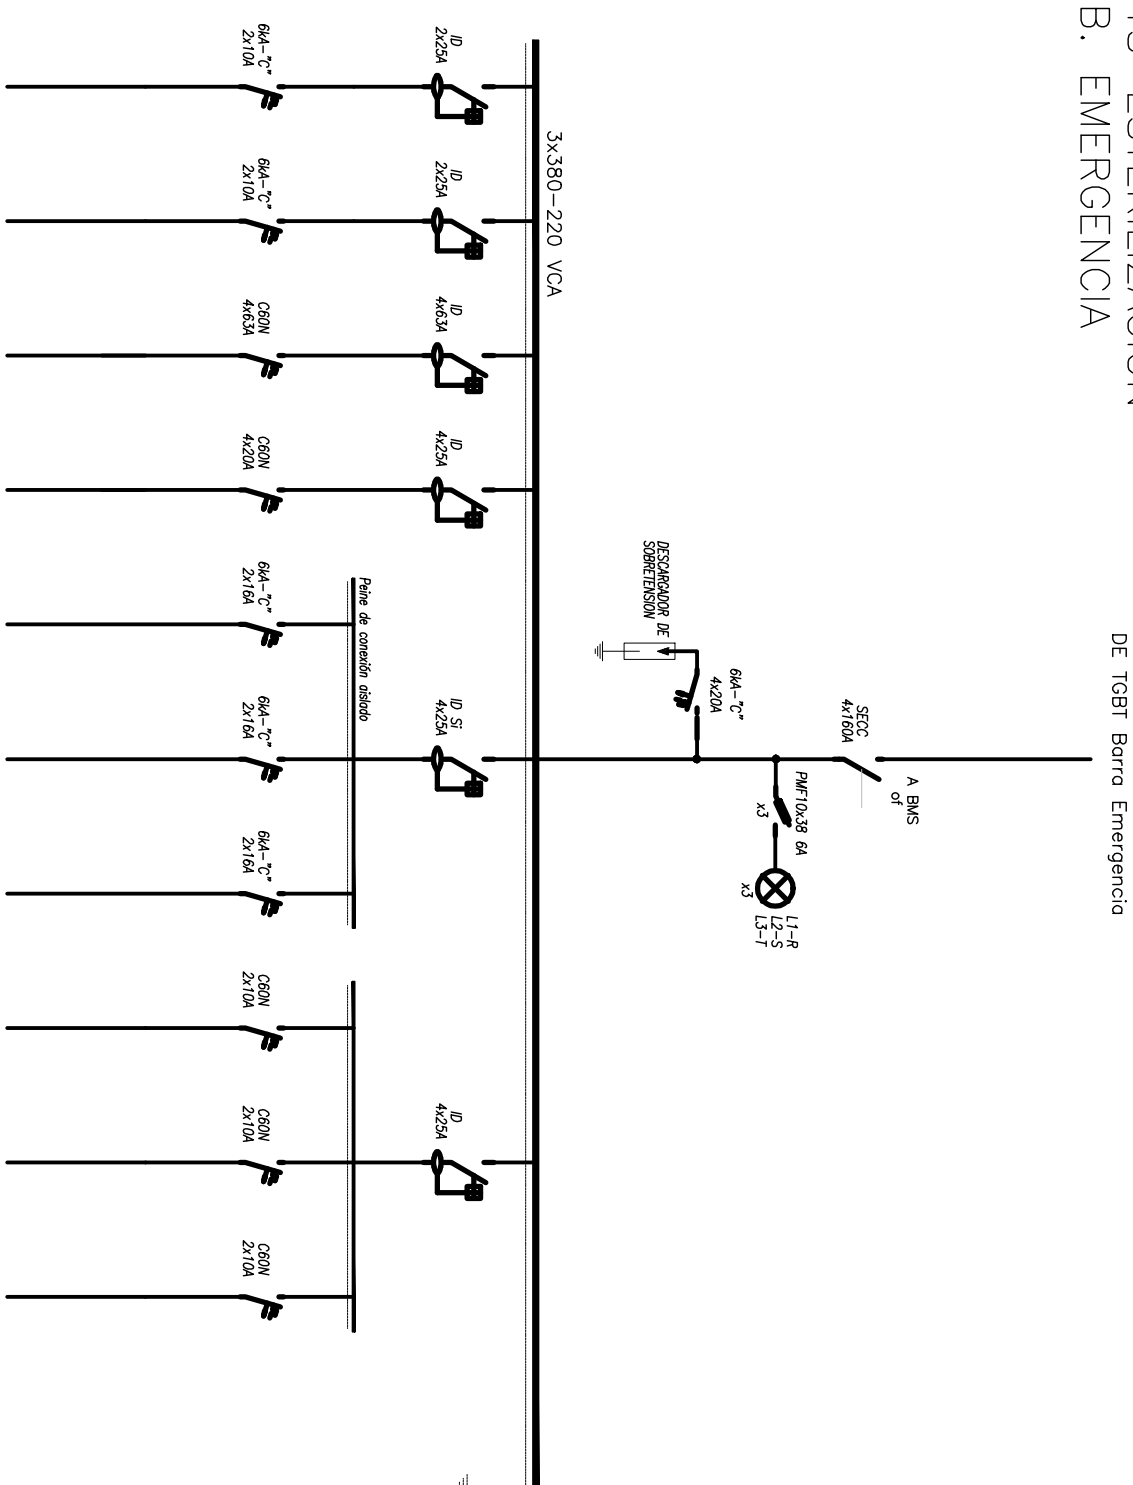 B. EMERGENCIA
DE TGBT Barra Emergencia
A BMS
of
SECC
4x160A
PMF10x38 6A
x3
x3
L1-R
L2-S
L3-T
6kA-"C"
4x20A
DESCARGADOR DE
SOBRETENSION
3x380-220 VCA
ID
2x25A
ID
2x25A
ID
4x63A
ID
4x25A
ID Si
4x25A
ID
4x25A
Peine de conexión aislado
6kA-"C"
2x10A
6kA-"C"
2x10A
C60N
4x63A
C60N
4x20A
6kA-"C"
2x16A
6kA-"C"
2x16A
6kA-"C"
2x16A
C60N
2x10A
C60N
2x10A
C60N
2x10A